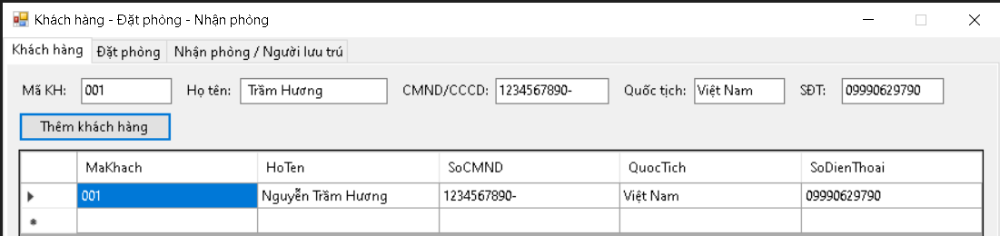 Khách hàng - Đặt phòng - Nhận phòng
Khách hàng Đặt phòng Nhận phòng / Người lưu trú
Mã KH: 001 Họ tên: Trầm Hương CMND/CCCD: 1234567890- Quốc tịch: Việt Nam SĐT: 09990629790
Thêm khách hàng
MaKhach HoTen SoCMND QuocTich SoDienThoai
001 Nguyễn Trầm Hương 1234567890- Việt Nam 09990629790